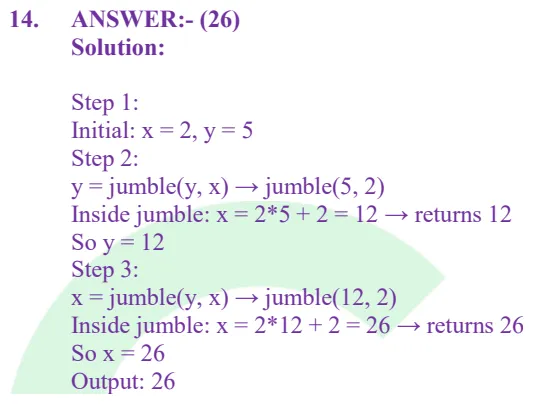 14. ANSWER:- (26)
Solution:
Step 1:
Initial: x = 2, y = 5
Step 2:
y = jumble(y, x) → jumble(5, 2)
Inside jumble: x = 2*5 + 2 = 12 → returns 12
So y = 12
Step 3:
x = jumble(y, x) → jumble(12, 2)
Inside jumble: x = 2*12 + 2 = 26 → returns 26
So x = 26
Output: 26